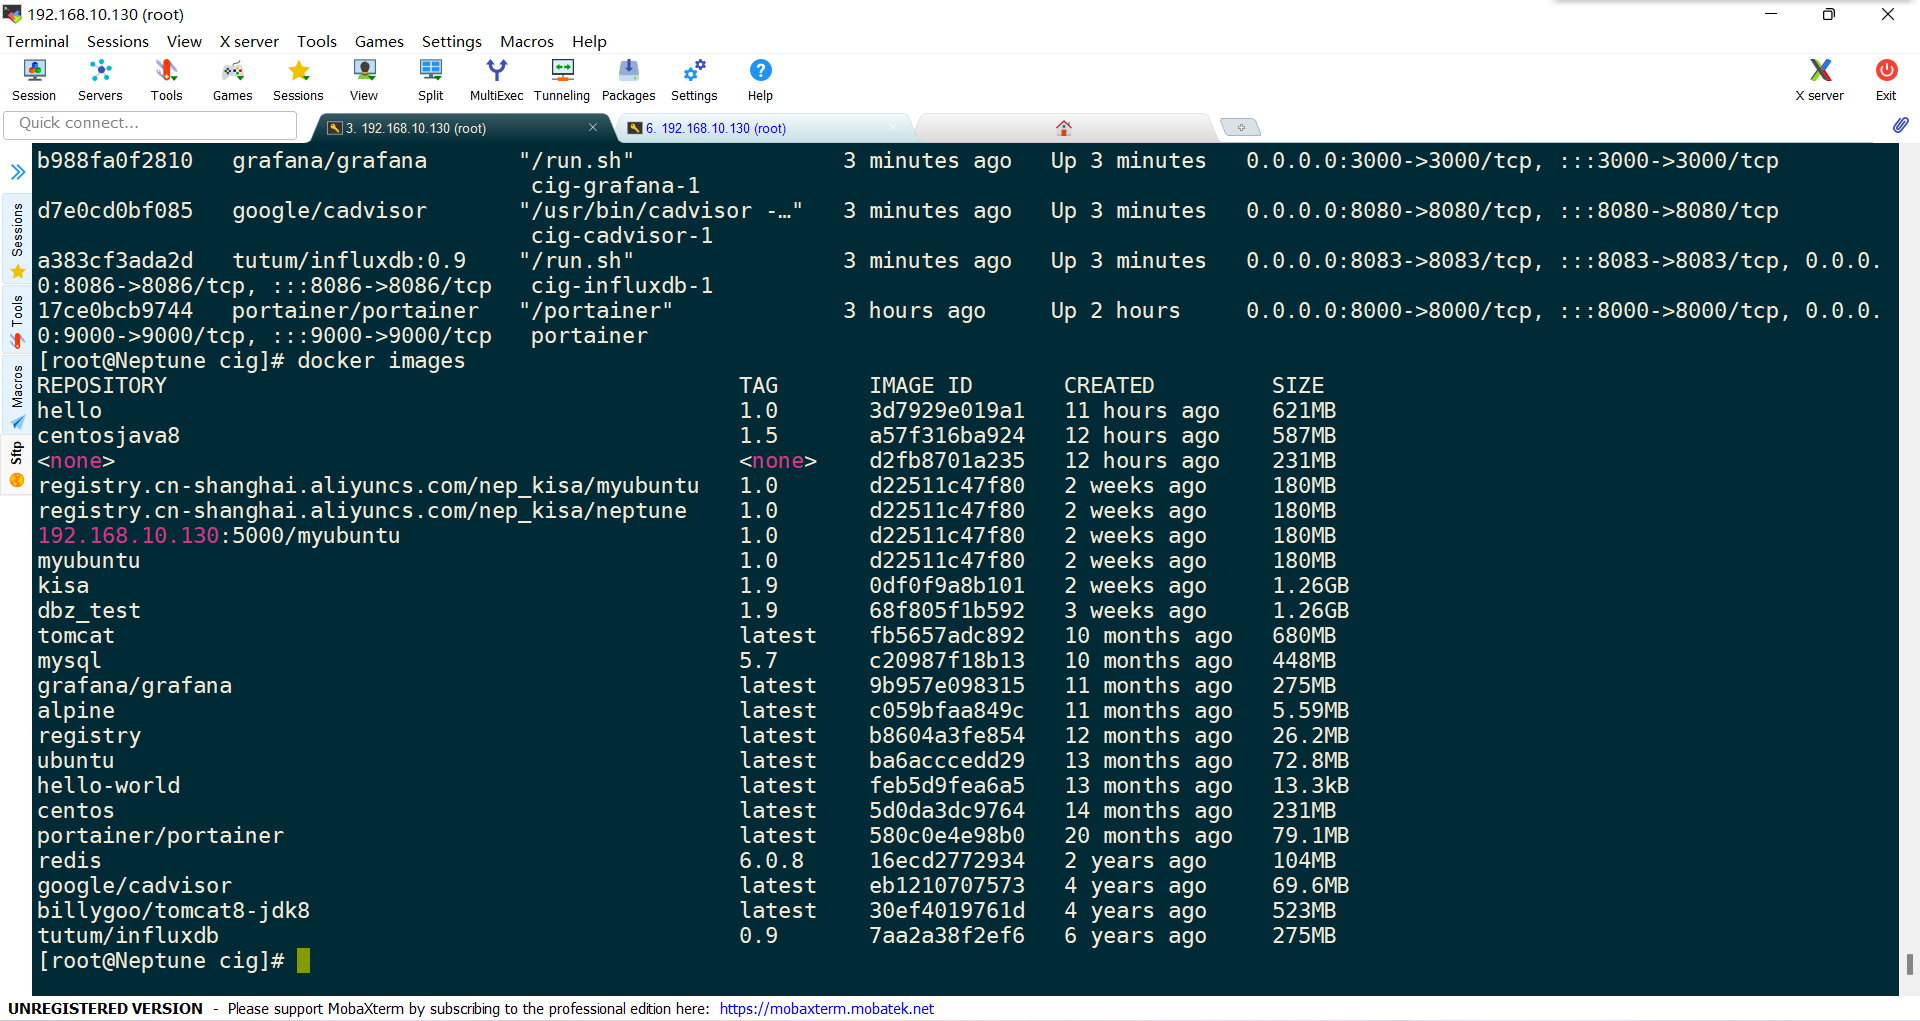 192.168.10.130 (root)
Terminal Sessions View X server Tools Games Settings Macros Help
Session Servers Tools Games Sessions View Split MultiExec Tunneling Packages Settings Help X server Exit
Quick connect... 3. 192.168.10.130 (root) 6. 192.168.10.130 (root)
Sessions
Tools
Macros
Sftp
b988fa0f2810 grafana/grafana "/run.sh" 3 minutes ago Up 3 minutes 0.0.0.0:3000->3000/tcp, :::3000->3000/tcp
cig-grafana-1
d7e0cd0bf085 google/cadvisor "/usr/bin/cadvisor -…" 3 minutes ago Up 3 minutes 0.0.0.0:8080->8080/tcp, :::8080->8080/tcp
cig-cadvisor-1
a383cf3ada2d tutum/influxdb:0.9 "/run.sh" 3 minutes ago Up 3 minutes 0.0.0.0:8083->8083/tcp, :::8083->8083/tcp, 0.0.0.
0:8086->8086/tcp, :::8086->8086/tcp cig-influxdb-1
17ce0bcb9744 portainer/portainer "/portainer" 3 hours ago Up 2 hours 0.0.0.0:8000->8000/tcp, :::8000->8000/tcp, 0.0.0.
0:9000->9000/tcp, :::9000->9000/tcp portainer
[root@Neptune cig]# docker images
REPOSITORY TAG IMAGE ID CREATED SIZE
hello 1.0 3d7929e019a1 11 hours ago 621MB
centosjava8 1.5 a57f316ba924 12 hours ago 587MB
<none> <none> d2fb8701a235 12 hours ago 231MB
registry.cn-shanghai.aliyuncs.com/nep_kisa/myubuntu 1.0 d22511c47f80 2 weeks ago 180MB
registry.cn-shanghai.aliyuncs.com/nep_kisa/neptune 1.0 d22511c47f80 2 weeks ago 180MB
192.168.10.130:5000/myubuntu 1.0 d22511c47f80 2 weeks ago 180MB
myubuntu 1.0 d22511c47f80 2 weeks ago 180MB
kisa 1.9 0df0f9a8b101 2 weeks ago 1.26GB
dbz_test 1.9 68f805f1b592 3 weeks ago 1.26GB
tomcat latest fb5657adc892 10 months ago 680MB
mysql 5.7 c20987f18b13 10 months ago 448MB
grafana/grafana latest 9b957e098315 11 months ago 275MB
alpine latest c059bfaa849c 11 months ago 5.59MB
registry latest b8604a3fe854 12 months ago 26.2MB
ubuntu latest ba6acccedd29 13 months ago 72.8MB
hello-world latest feb5d9fea6a5 13 months ago 13.3kB
centos latest 5d0da3dc9764 14 months ago 231MB
portainer/portainer latest 580c0e4e98b0 20 months ago 79.1MB
redis 6.0.8 16ecd2772934 2 years ago 104MB
google/cadvisor latest eb1210707573 4 years ago 69.6MB
billygoo/tomcat8-jdk8 latest 30ef4019761d 4 years ago 523MB
tutum/influxdb 0.9 7aa2a38f2ef6 6 years ago 275MB
[root@Neptune cig]#
UNREGISTERED VERSION - Please support MobaXterm by subscribing to the professional edition here: https://mobaxterm.mobatek.net